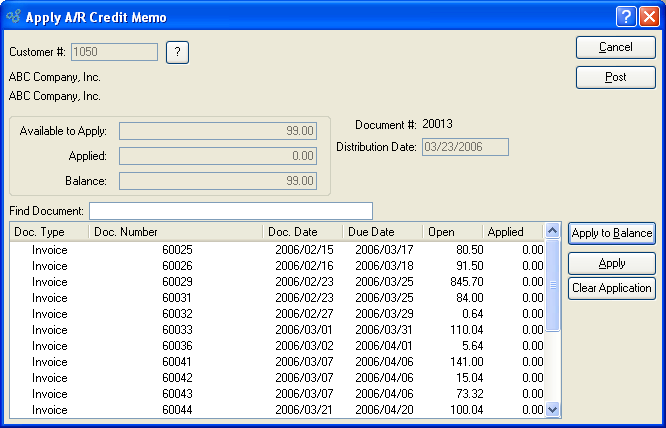 Apply A/R Credit Memo
Customer #: 1050 ?
Cancel
ABC Company, Inc.
Post
ABC Company, Inc.
Available to Apply: 99.00
Document #: 20013
Applied: 0.00
Distribution Date: 03/23/2006
Balance: 99.00
Find Document:
Doc. Type Doc. Number Doc. Date Due Date Open Applied
Apply to Balance
Invoice 60025 2006/02/15 2006/03/17 80.50 0.00
Invoice 60026 2006/02/16 2006/03/18 91.50 0.00
Apply
Invoice 60029 2006/02/23 2006/03/25 845.70 0.00
Clear Application
Invoice 60031 2006/02/23 2006/03/25 84.00 0.00
Invoice 60032 2006/02/27 2006/03/29 0.64 0.00
Invoice 60033 2006/03/01 2006/03/31 110.04 0.00
Invoice 60036 2006/03/02 2006/04/01 5.64 0.00
Invoice 60041 2006/03/07 2006/04/06 141.00 0.00
Invoice 60042 2006/03/07 2006/04/06 15.04 0.00
Invoice 60043 2006/03/07 2006/04/06 73.32 0.00
Invoice 60044 2006/03/21 2006/04/20 100.04 0.00